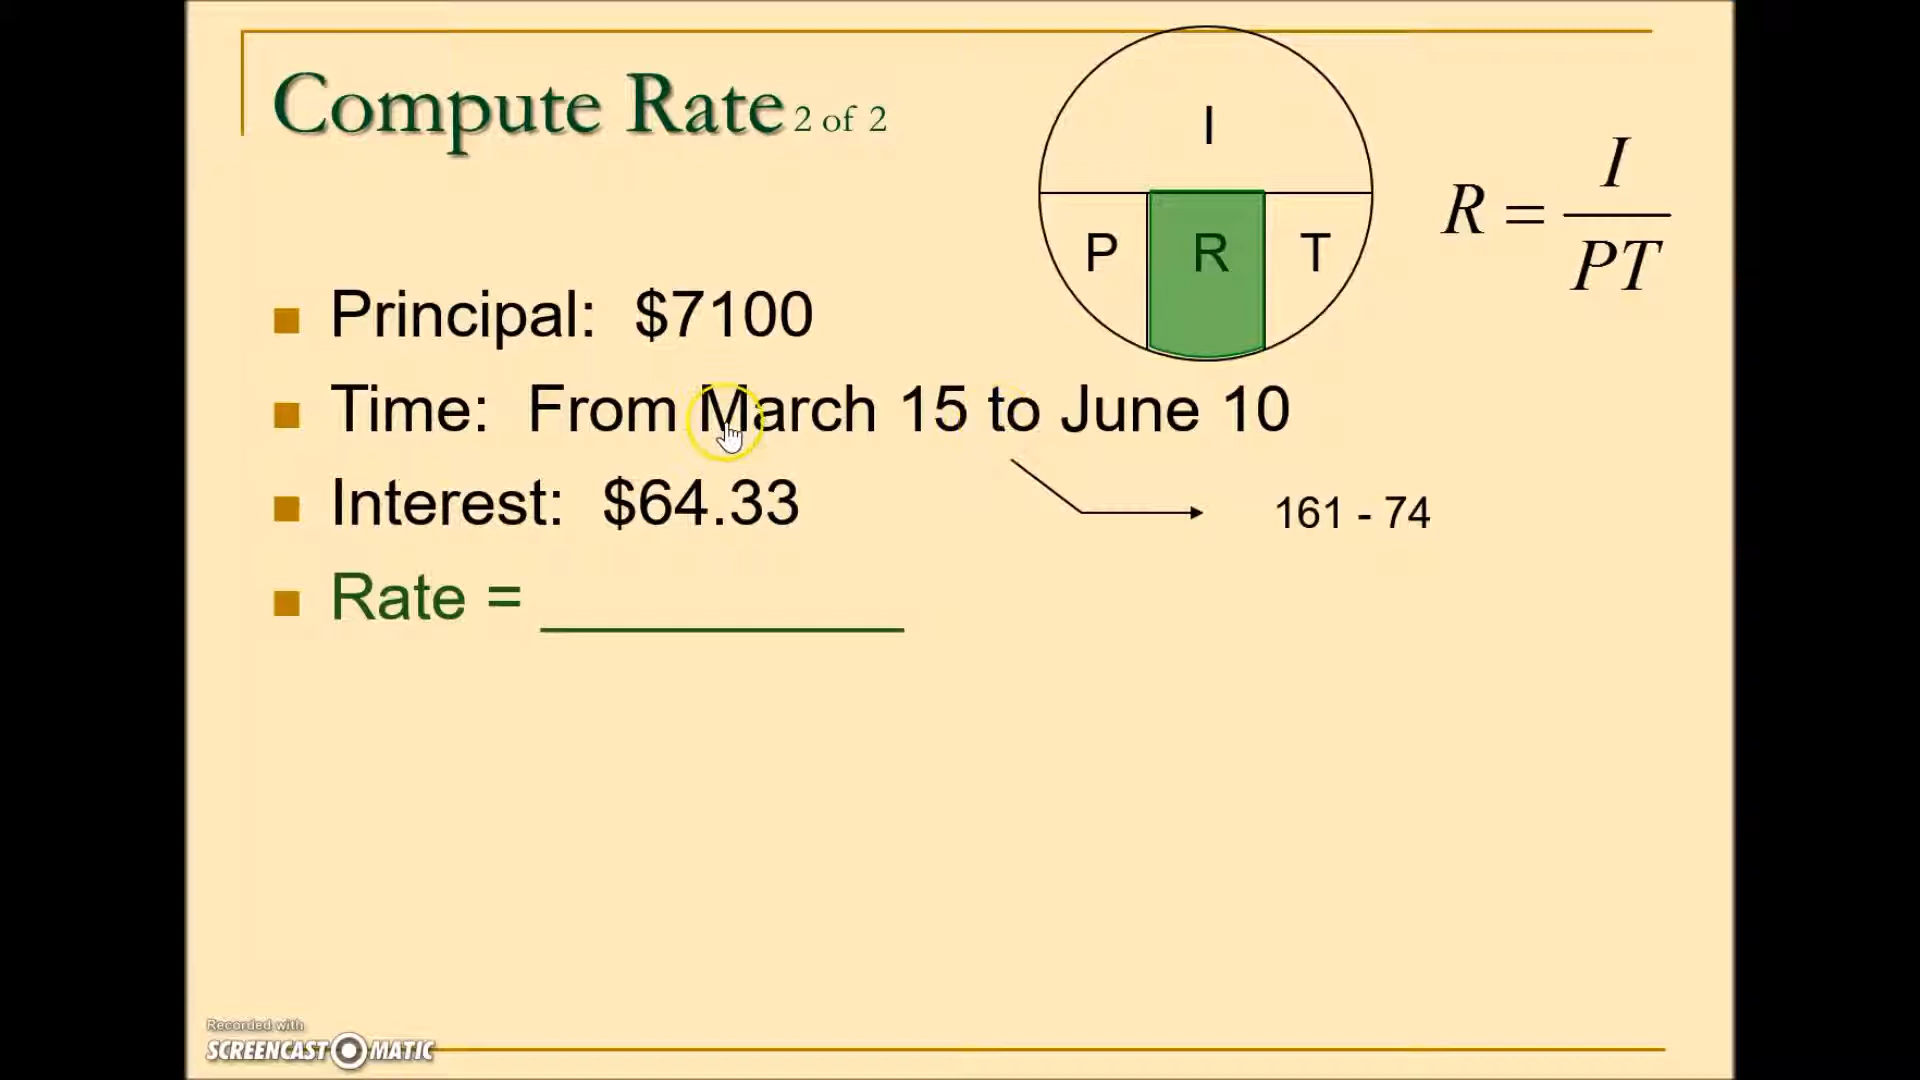 Compute Rate 2 of 2
I
P R T
R = I / PT
Principal: $7100
Time: From March 15 to June 10
Interest: $64.33
161 - 74
Rate = __________
Recorded with
SCREENCAST MATIC